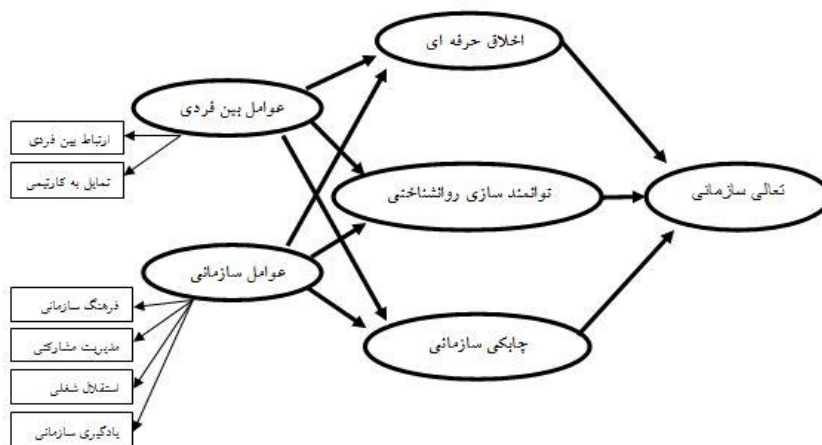 اخلاق حرفه ای
عوامل بین فردی
ارتباط بین فردی
تمایل به کارتیمی
توانمند سازی روانشناختی
تعالی سازمانی
عوامل سازمانی
فرهنگ سازمانی
مدیریت مشارکتی
چابکی سازمانی
استقلال شغلی
یادگیری سازمانی